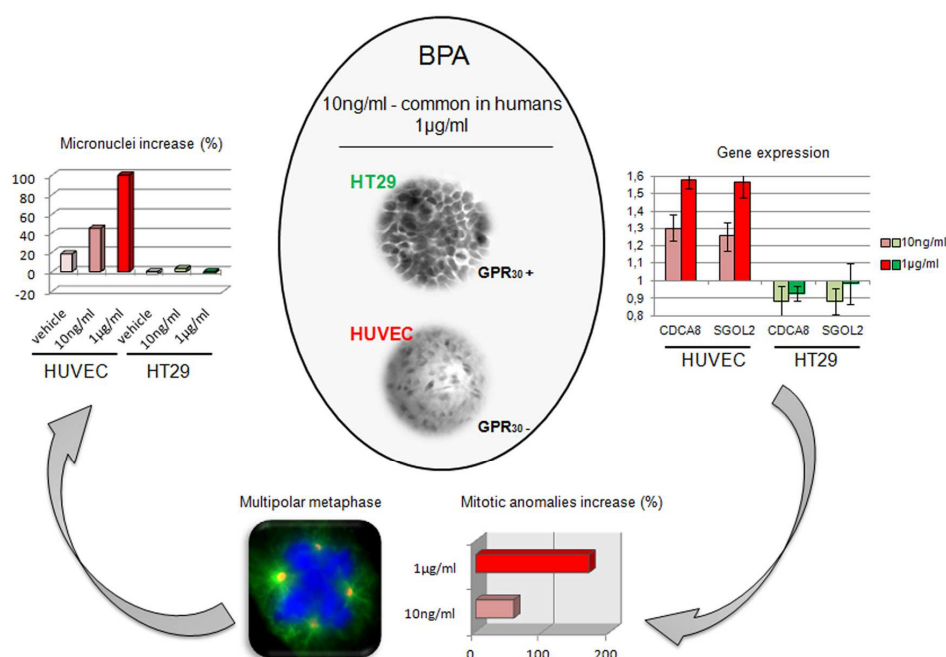 BPA
10ng/ml - common in humans
1µg/ml
HT29
GPR30 +
HUVEC
GPR30 -
Micronuclei increase (%)
100
80
60
40
20
0
-20
vehicle
10ng/ml
1µg/ml
vehicle
10ng/ml
1µg/ml
HUVEC
HT29
Gene expression
1,6
1,5
1,4
1,3
1,2
1,1
1
0,9
0,8
10ng/ml
1µg/ml
CDCA8 SGOL2 CDCA8 SGOL2
HUVEC HT29
Multipolar metaphase
Mitotic anomalies increase (%)
1µg/ml
10ng/ml
0 100 200